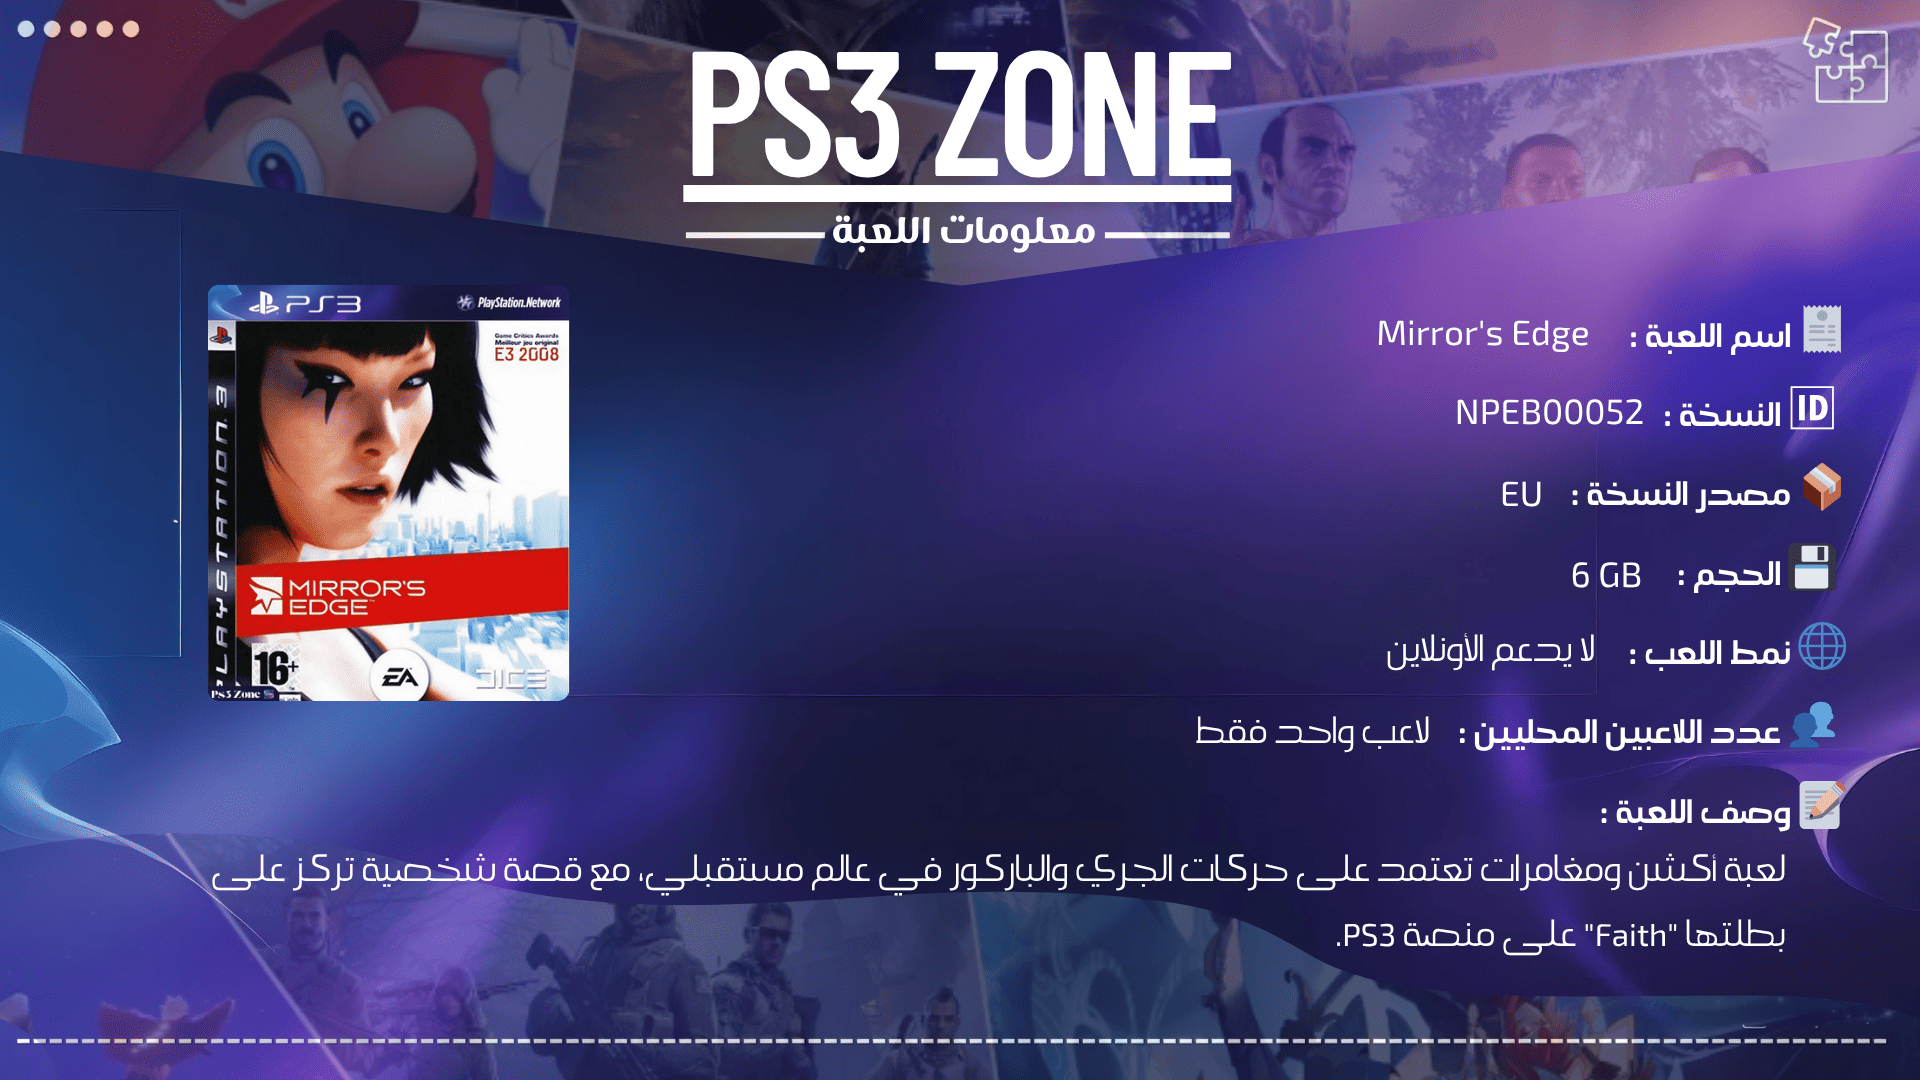 PS3 ZONE
معلومات اللعبة
PS3
PlayStation.Network
Game Critics Awards
Meilleur jeu original
E3 2008
PLAYSTATION.3
MIRROR'S
EDGE™
16+
EA
DICE
Ps3 Zone
اسم اللعبة : Mirror's Edge
ID النسخة : NPEB00052
مصدر النسخة : EU
الحجم : 6 GB
نمط اللعب : لا يدعم الأونلاين
عدد اللاعبين المحليين : لاعب واحد فقط
وصف اللعبة :
لعبة أكشن ومغامرات تعتمد على حركات الجري والباركور في عالم مستقبلي، مع قصة شخصية تركز على
بطلتها "Faith" على منصة PS3.